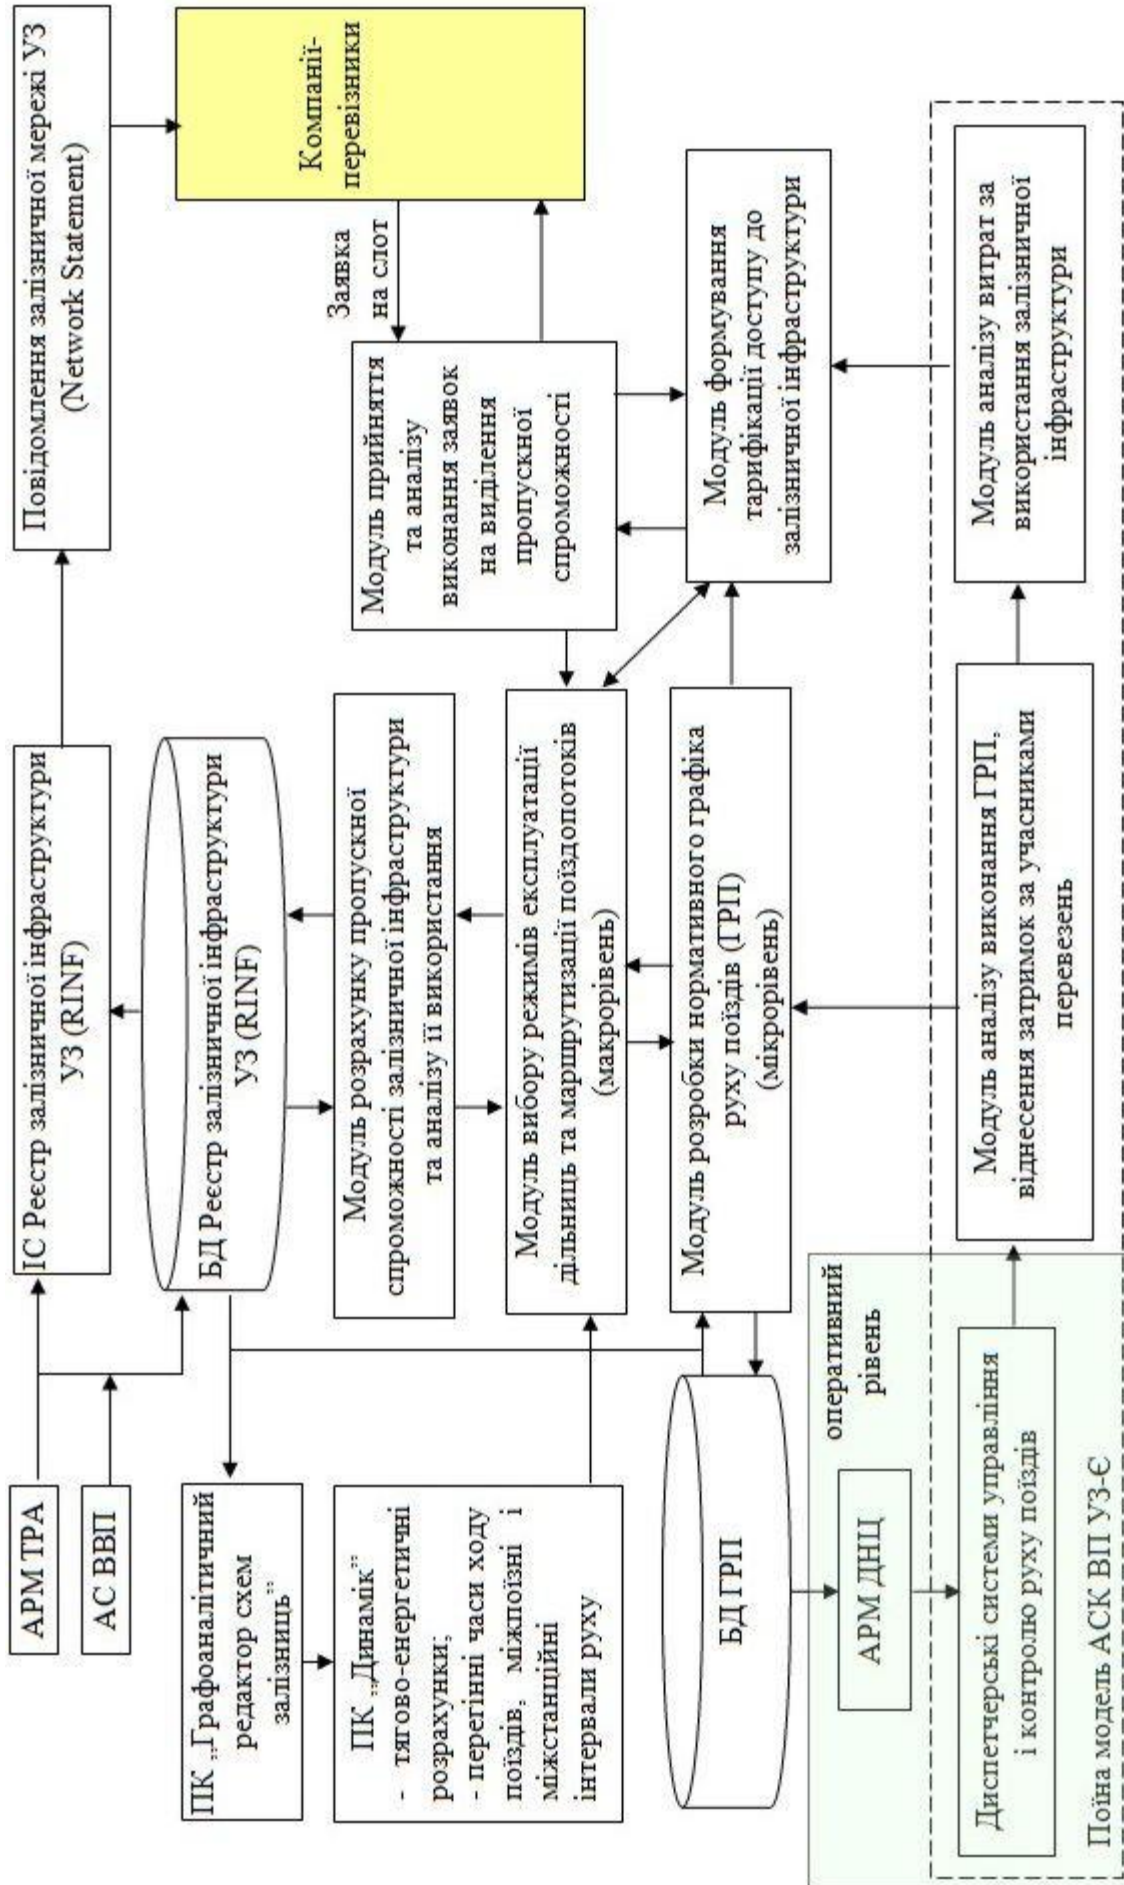 АРМ ТРА
АС ВВП
ІС Реєстр залізничної інфраструктури
УЗ (RINF)
Повідомлення залізничної мережі УЗ
(Network Statement)
БД Реєстр залізничної інфраструктури
УЗ (RINF)
Компанії-
перевізники
Заявка
на слот
ПК „Графоаналітичний
редактор схем
залізниць”
ПК „Динамік”
- тягово-енергетичні
розрахунки;
- перегінні часи ходу
поїздів, міжпоїзні і
міжстанційні
інтервали руху
Модуль розрахунку пропускної
спроможності залізничної інфраструктури
та аналізу її використання
Модуль прийняття
та аналізу
виконання заявок
на виділення
пропускної
спроможності
Модуль вибору режимів експлуатації
дільниць та маршрутизації поїздопотоків
(макрорівень)
БД ГРП
Модуль розробки нормативного графіка
руху поїздів (ГРП)
(мікрорівень)
Модуль формування
тарифікації доступу до
залізничної інфраструктури
оперативний
рівень
АРМ ДНЦ
Диспетчерські системи управління
і контролю руху поїздів
Модуль аналізу виконання ГРП,
віднесення затримок за учасниками
перевезень
Модуль аналізу витрат за
використання залізничної
інфраструктури
Поїна модель АСК ВП УЗ-Є